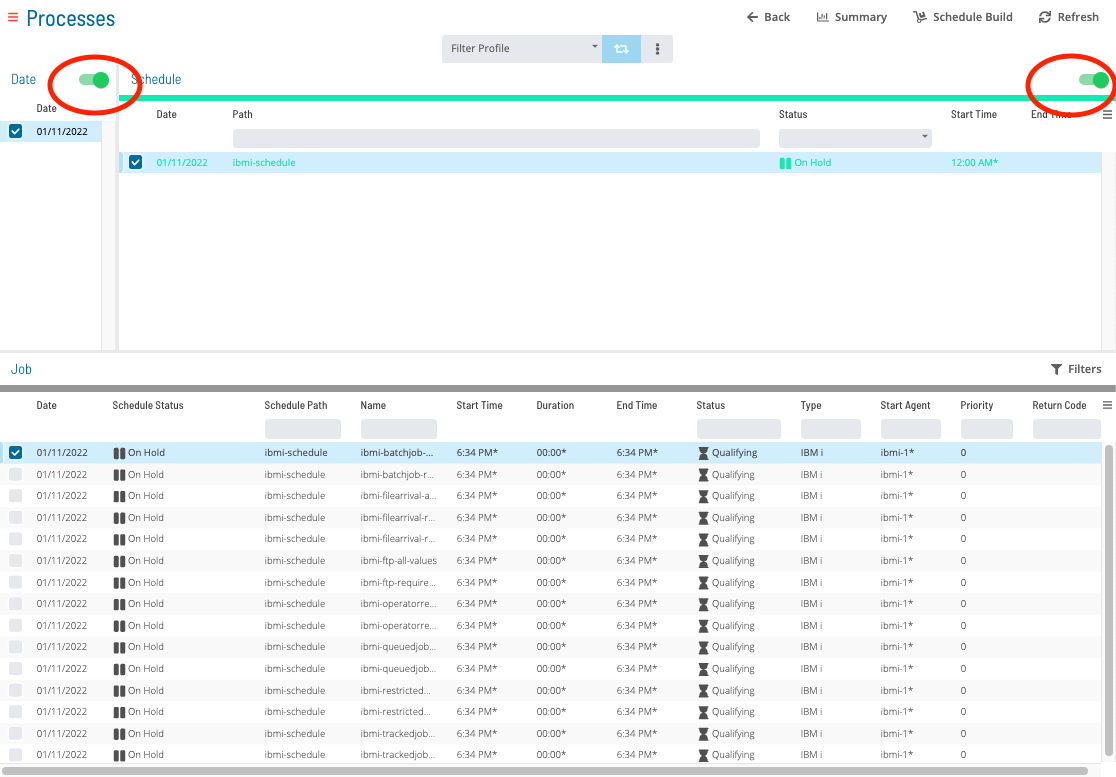 Processes
Back Summary Schedule Build Refresh
Filter Profile
Date Schedule
Date
01/11/2022
Date Path Status Start Time End Time
01/11/2022 ibmi-schedule On Hold 12:00 AM*
Job Filters
Date Schedule Status Schedule Path Name Start Time Duration End Time Status Type Start Agent Priority Return Code
01/11/2022 On Hold ibmi-schedule ibmi-batchjob-... 6:34 PM* 00:00* 6:34 PM* Qualifying IBM i ibmi-1* 0
01/11/2022 On Hold ibmi-schedule ibmi-batchjob-r... 6:34 PM* 00:00* 6:34 PM* Qualifying IBM i ibmi-1* 0
01/11/2022 On Hold ibmi-schedule ibmi-filearrival-a... 6:34 PM* 00:00* 6:34 PM* Qualifying IBM i ibmi-1* 0
01/11/2022 On Hold ibmi-schedule ibmi-filearrival-r... 6:34 PM* 00:00* 6:34 PM* Qualifying IBM i ibmi-1* 0
01/11/2022 On Hold ibmi-schedule ibmi-filearrival-r... 6:34 PM* 00:00* 6:34 PM* Qualifying IBM i ibmi-1* 0
01/11/2022 On Hold ibmi-schedule ibmi-ftp-all-values 6:34 PM* 00:00* 6:34 PM* Qualifying IBM i ibmi-1* 0
01/11/2022 On Hold ibmi-schedule ibmi-ftp-require... 6:34 PM* 00:00* 6:34 PM* Qualifying IBM i ibmi-1* 0
01/11/2022 On Hold ibmi-schedule ibmi-operatorre... 6:34 PM* 00:00* 6:34 PM* Qualifying IBM i ibmi-1* 0
01/11/2022 On Hold ibmi-schedule ibmi-operatorre... 6:34 PM* 00:00* 6:34 PM* Qualifying IBM i ibmi-1* 0
01/11/2022 On Hold ibmi-schedule ibmi-queuedjob... 6:34 PM* 00:00* 6:34 PM* Qualifying IBM i ibmi-1* 0
01/11/2022 On Hold ibmi-schedule ibmi-queuedjob... 6:34 PM* 00:00* 6:34 PM* Qualifying IBM i ibmi-1* 0
01/11/2022 On Hold ibmi-schedule ibmi-restricted... 6:34 PM* 00:00* 6:34 PM* Qualifying IBM i ibmi-1* 0
01/11/2022 On Hold ibmi-schedule ibmi-restricted... 6:34 PM* 00:00* 6:34 PM* Qualifying IBM i ibmi-1* 0
01/11/2022 On Hold ibmi-schedule ibmi-trackedjob... 6:34 PM* 00:00* 6:34 PM* Qualifying IBM i ibmi-1* 0
01/11/2022 On Hold ibmi-schedule ibmi-trackedjob... 6:34 PM* 00:00* 6:34 PM* Qualifying IBM i ibmi-1* 0